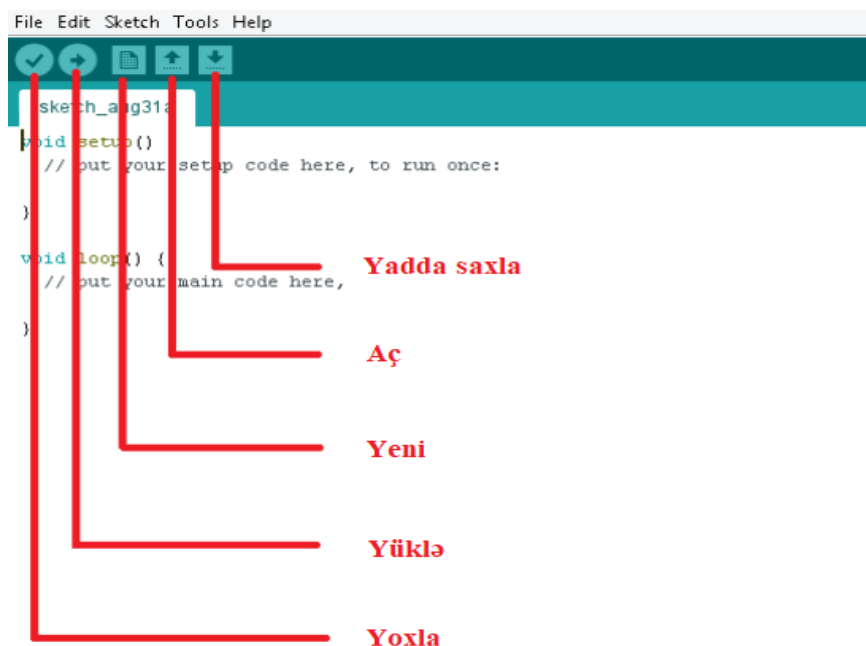 File Edit Sketch Tools Help
sketch_aug31a
void setup()
// put your setup code here, to run once:
}
void loop() {
// put your main code here,
}
Yadda saxla
Aç
Yeni
Yüklə
Yoxla